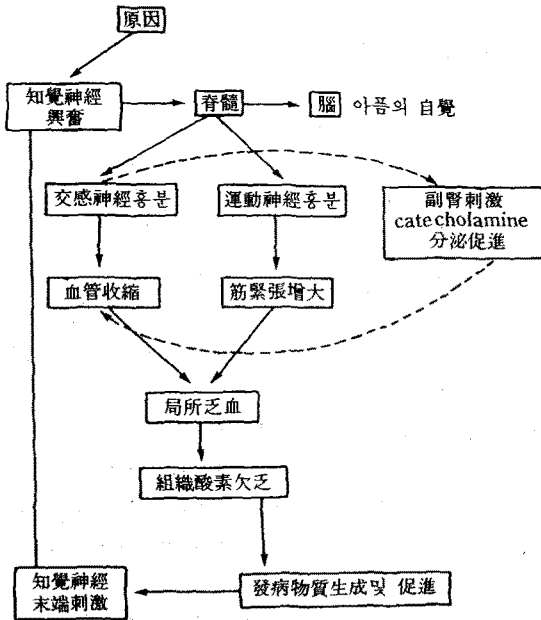 原因
知覺神經
興奮
脊髓
腦 아픔의 自覺
交感神經흥분
運動神經흥분
副腎刺激
catecholamine
分泌促進
血管收縮
筋緊張增大
局所乏血
組織酸素欠乏
知覺神經
末端刺激
發病物質生成및 促進